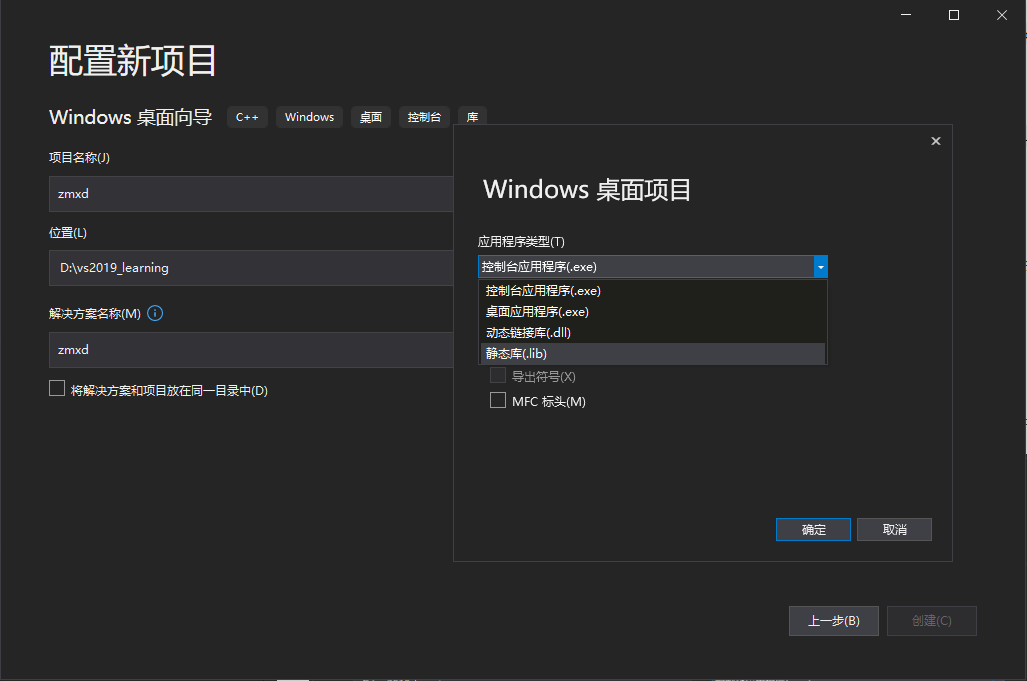 配置新项目
Windows 桌面向导 C++ Windows 桌面 控制台 库
项目名称(J)
zmxd
位置(L)
D:\vs2019_learning
解决方案名称(M)
zmxd
将解决方案和项目放在同一目录中(D)
Windows 桌面项目
应用程序类型(T)
控制台应用程序(.exe)
控制台应用程序(.exe)
桌面应用程序(.exe)
动态链接库(.dll)
静态库(.lib)
导出符号(X)
MFC 标头(M)
确定 取消
上一步(B) 创建(C)